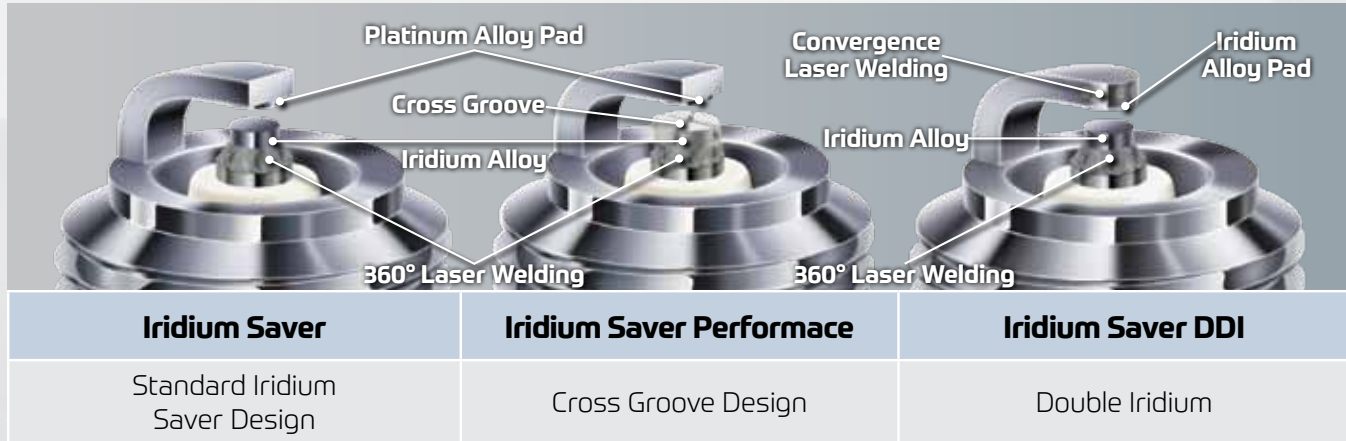 Platinum Alloy Pad
Cross Groove
Iridium Alloy
360° Laser Welding
Convergence
Laser Welding
Iridium
Alloy Pad
Iridium Alloy
360° Laser Welding
Iridium Saver
Iridium Saver Performace
Iridium Saver DDI
Standard Iridium
Saver Design
Cross Groove Design
Double Iridium